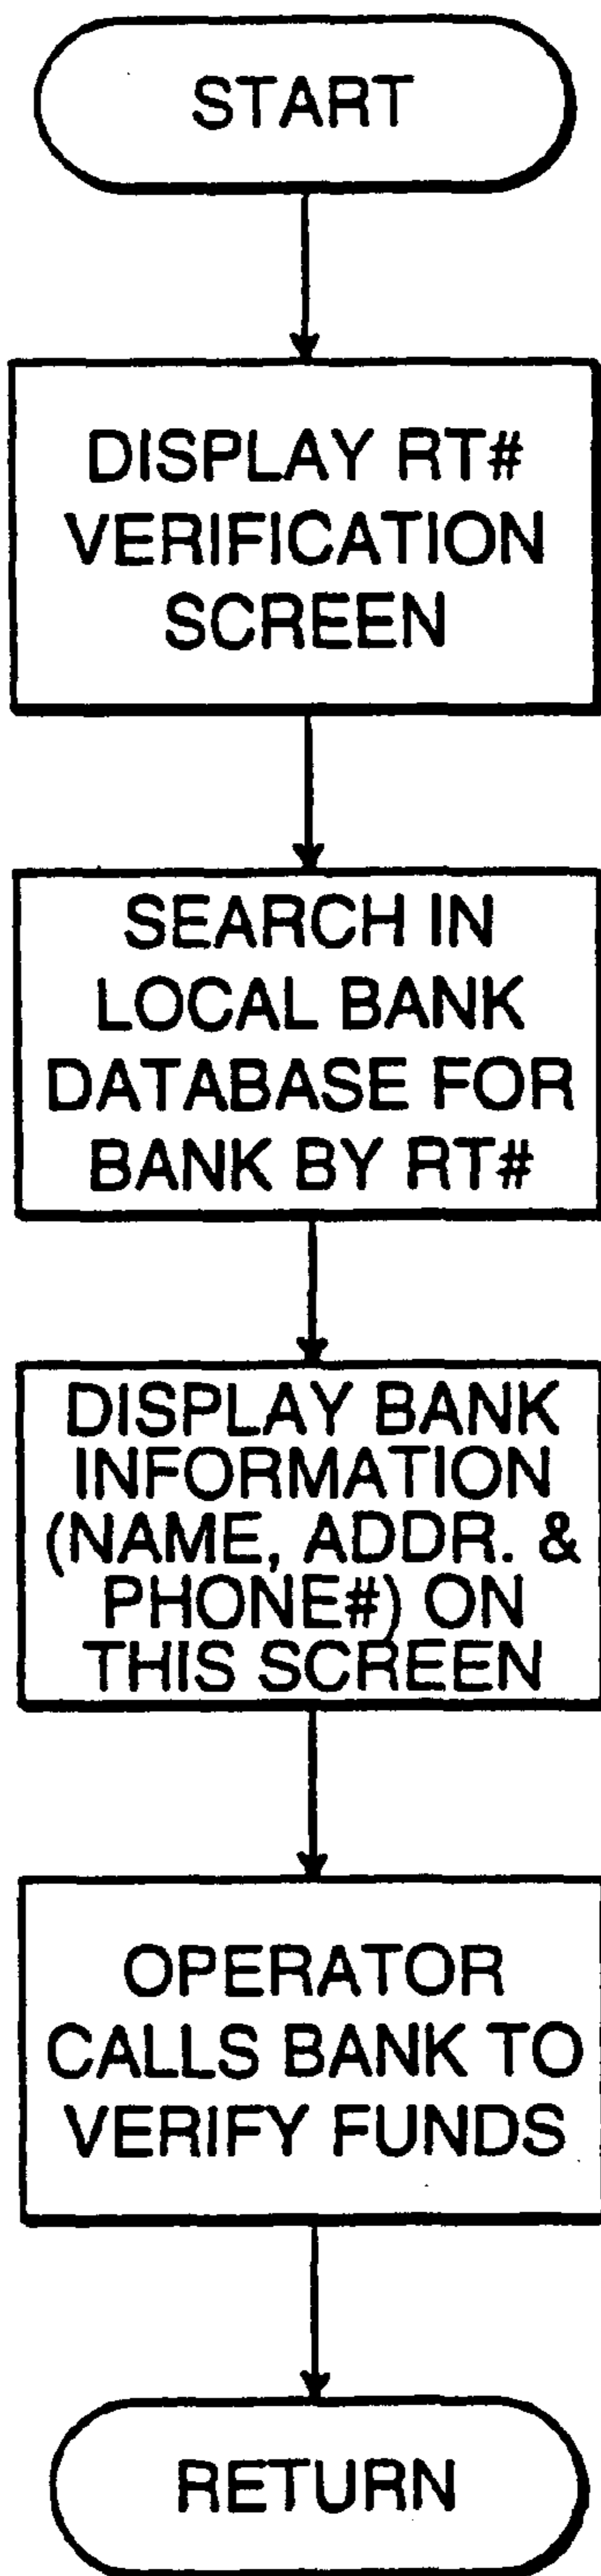 START
DISPLAY RT#
VERIFICATION
SCREEN
SEARCH IN
LOCAL BANK
DATABASE FOR
BANK BY RT#
DISPLAY BANK
INFORMATION
(NAME, ADDR. &
PHONE#) ON
THIS SCREEN
OPERATOR
CALLS BANK TO
VERIFY FUNDS
RETURN